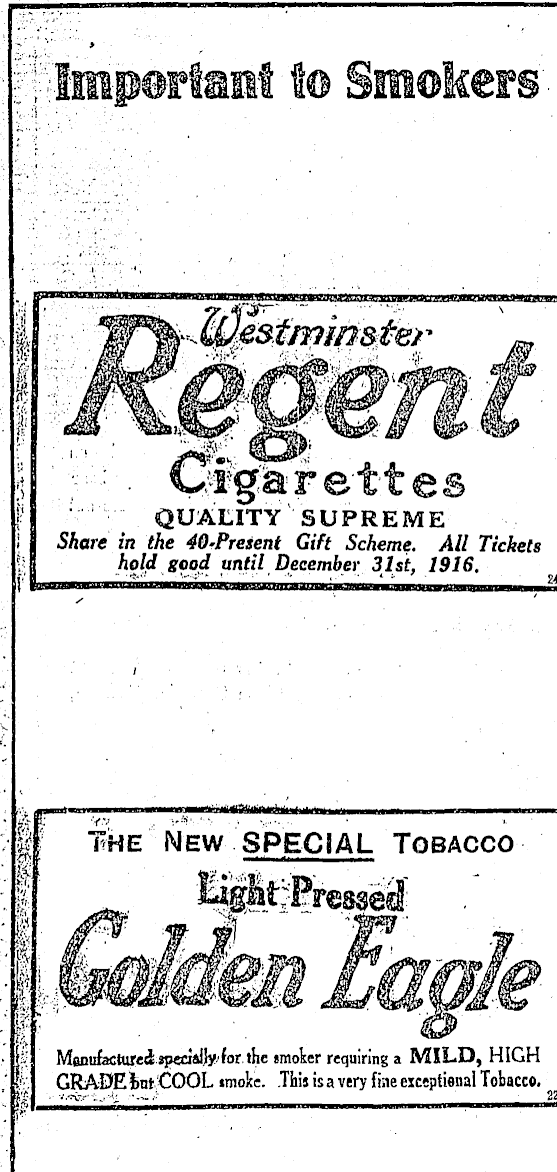 Important to Smokers
Westminster
Regent
Cigarettes
QUALITY SUPREME
Share in the 40-Present Gift Scheme. All Tickets
hold good until December 31st, 1916.
24
THE NEW SPECIAL TOBACCO
Light Pressed
Golden Eagle
Manufactured specially for the smoker requiring a MILD, HIGH
GRADE but COOL smoke. This is a very fine exceptional Tobacco.
22